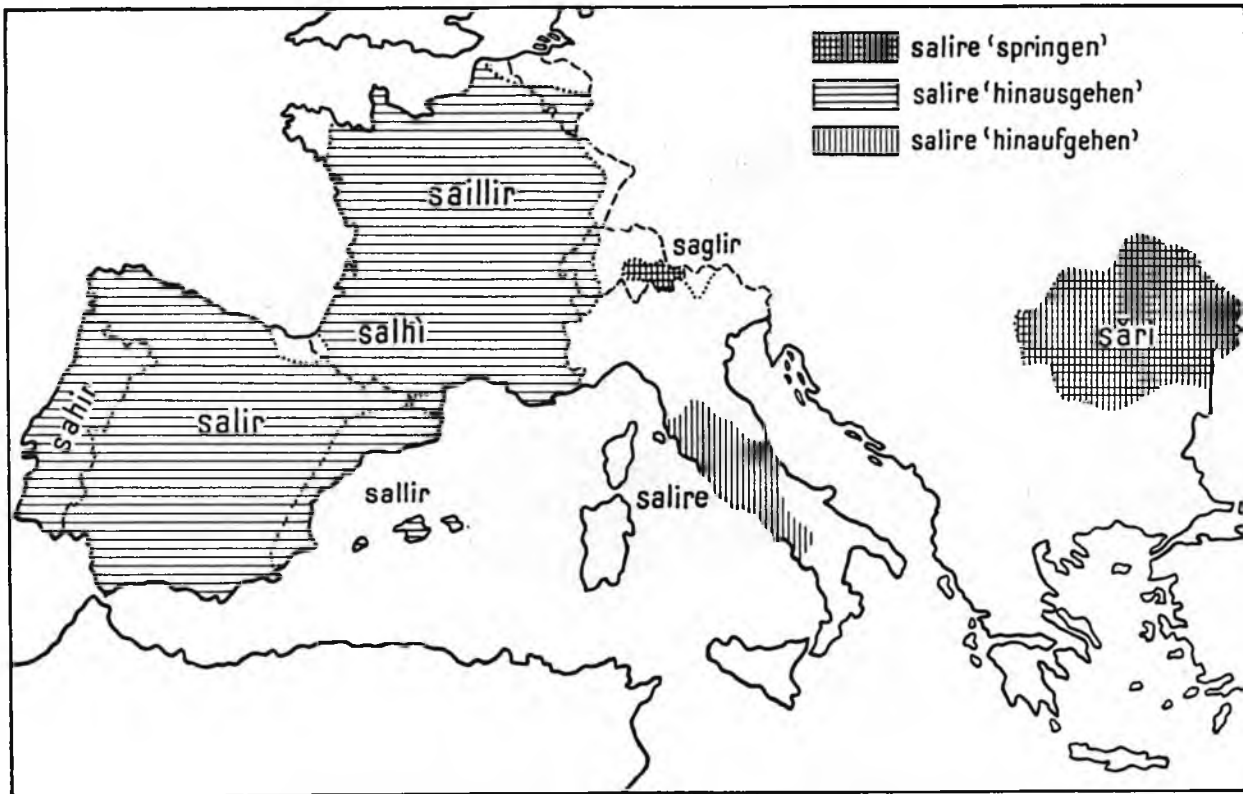 salire ‘springen’
salire ‘hinausgehen’
salire ‘hinaufgehen’
saillir
saglir
salhì
sări
sahir
salir
sallir
salire